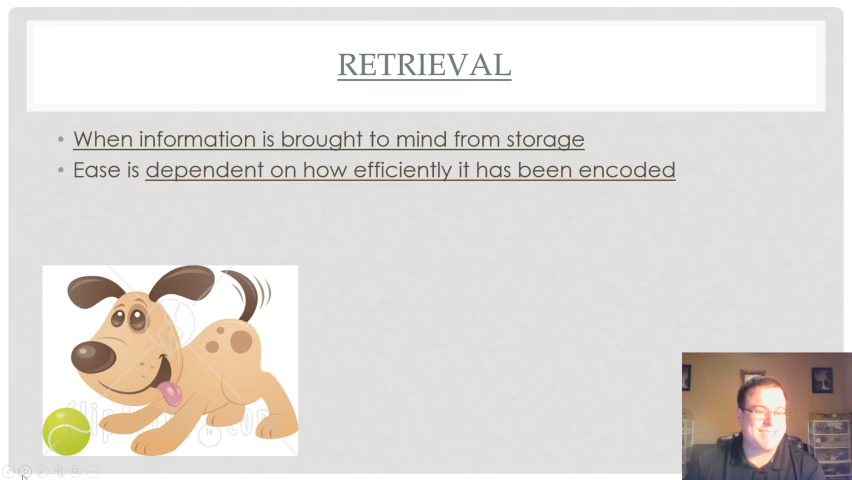 RETRIEVAL
• When information is brought to mind from storage
• Ease is dependent on how efficiently it has been encoded